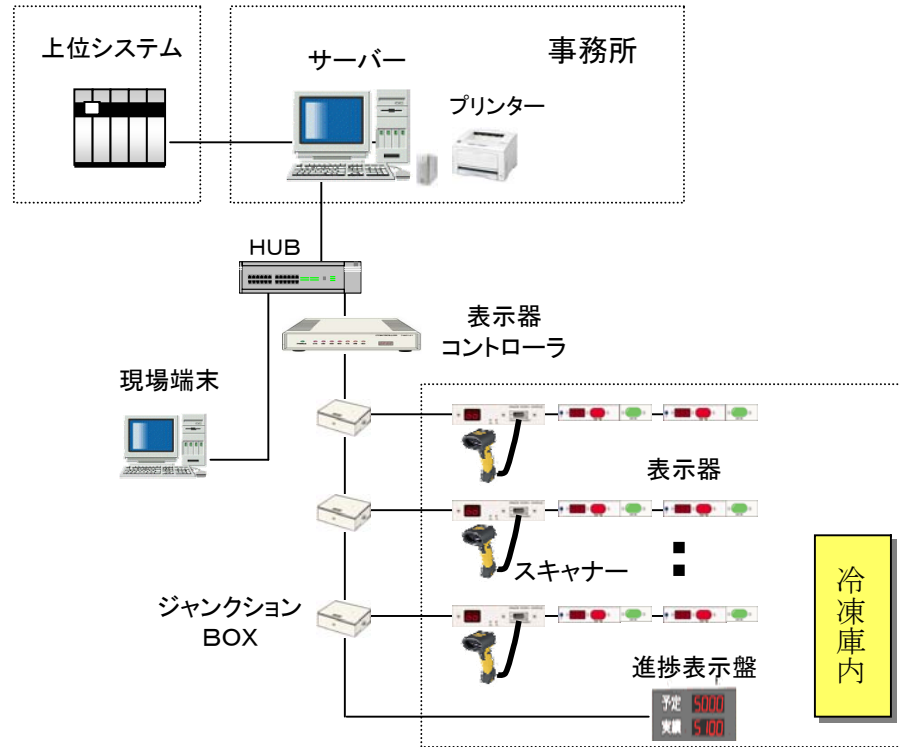 上位システム
事務所
サーバー
プリンター
HUB
表示器
コントローラ
現場端末
表示器
スキャナー
ジャンクション
BOX
冷凍庫内
進捗表示盤
予定 5000
実績 5100